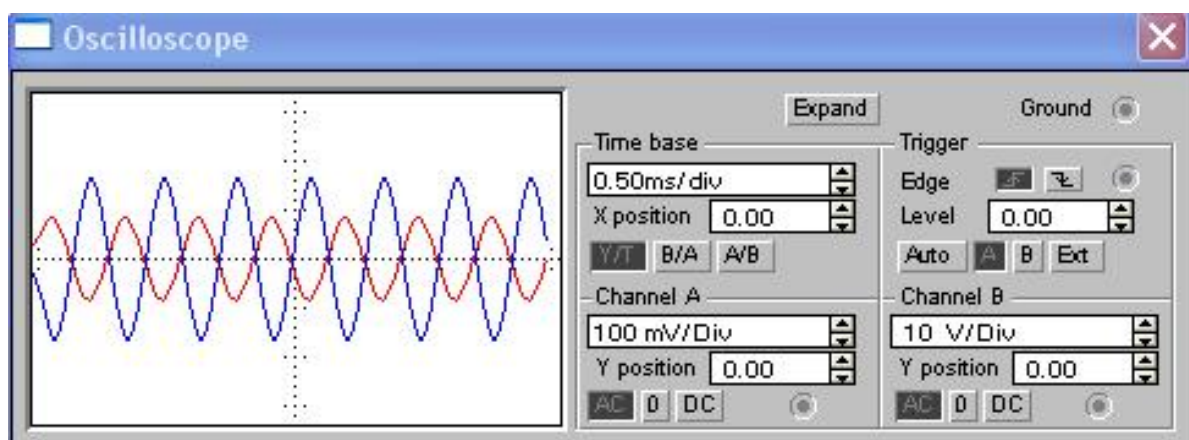 Oscilloscope
Expand
Ground
Time base
0.50ms/div
X position 0.00
Y/T B/A A/B
Trigger
Edge
Level 0.00
Auto A B Ext
Channel A
100 mV/Div
Y position 0.00
AC 0 DC
Channel B
10 V/Div
Y position 0.00
AC 0 DC